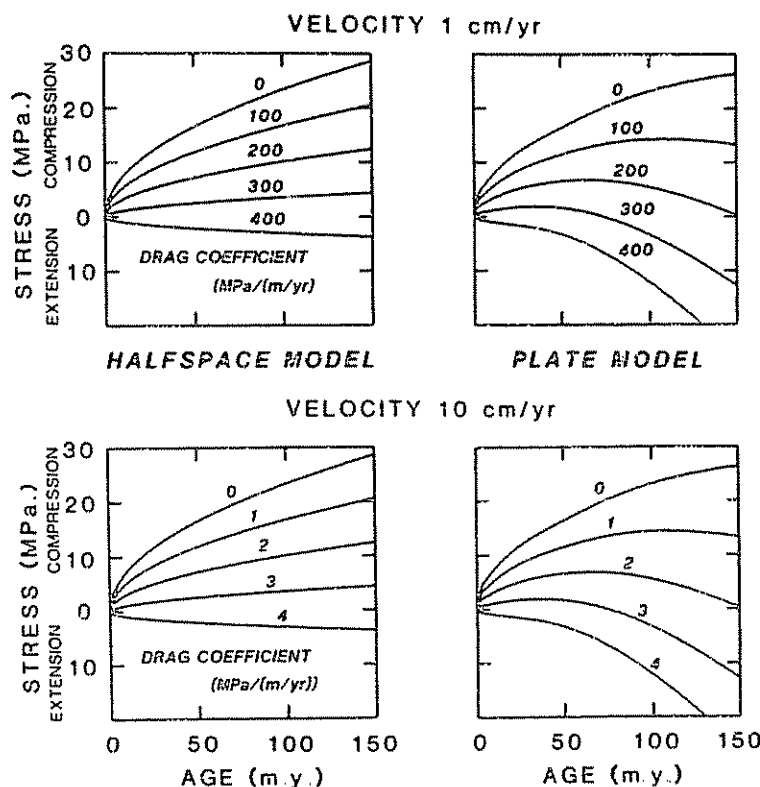 VELOCITY 1 cm/yr
STRESS (MPa.)
EXTENSION COMPRESSION
30
20
10
0
10
0
100
200
300
400
DRAG COEFFICIENT
(MPa/(m/yr)
0
100
200
300
400
HALFSPACE MODEL
PLATE MODEL
VELOCITY 10 cm/yr
STRESS (MPa.)
EXTENSION COMPRESSION
30
20
10
0
10
0
1
2
3
4
DRAG COEFFICIENT
(MPa/(m/yr))
0
1
2
3
4
0 50 100 150
0 50 100 150
AGE (m.y.)
AGE (m.y.)